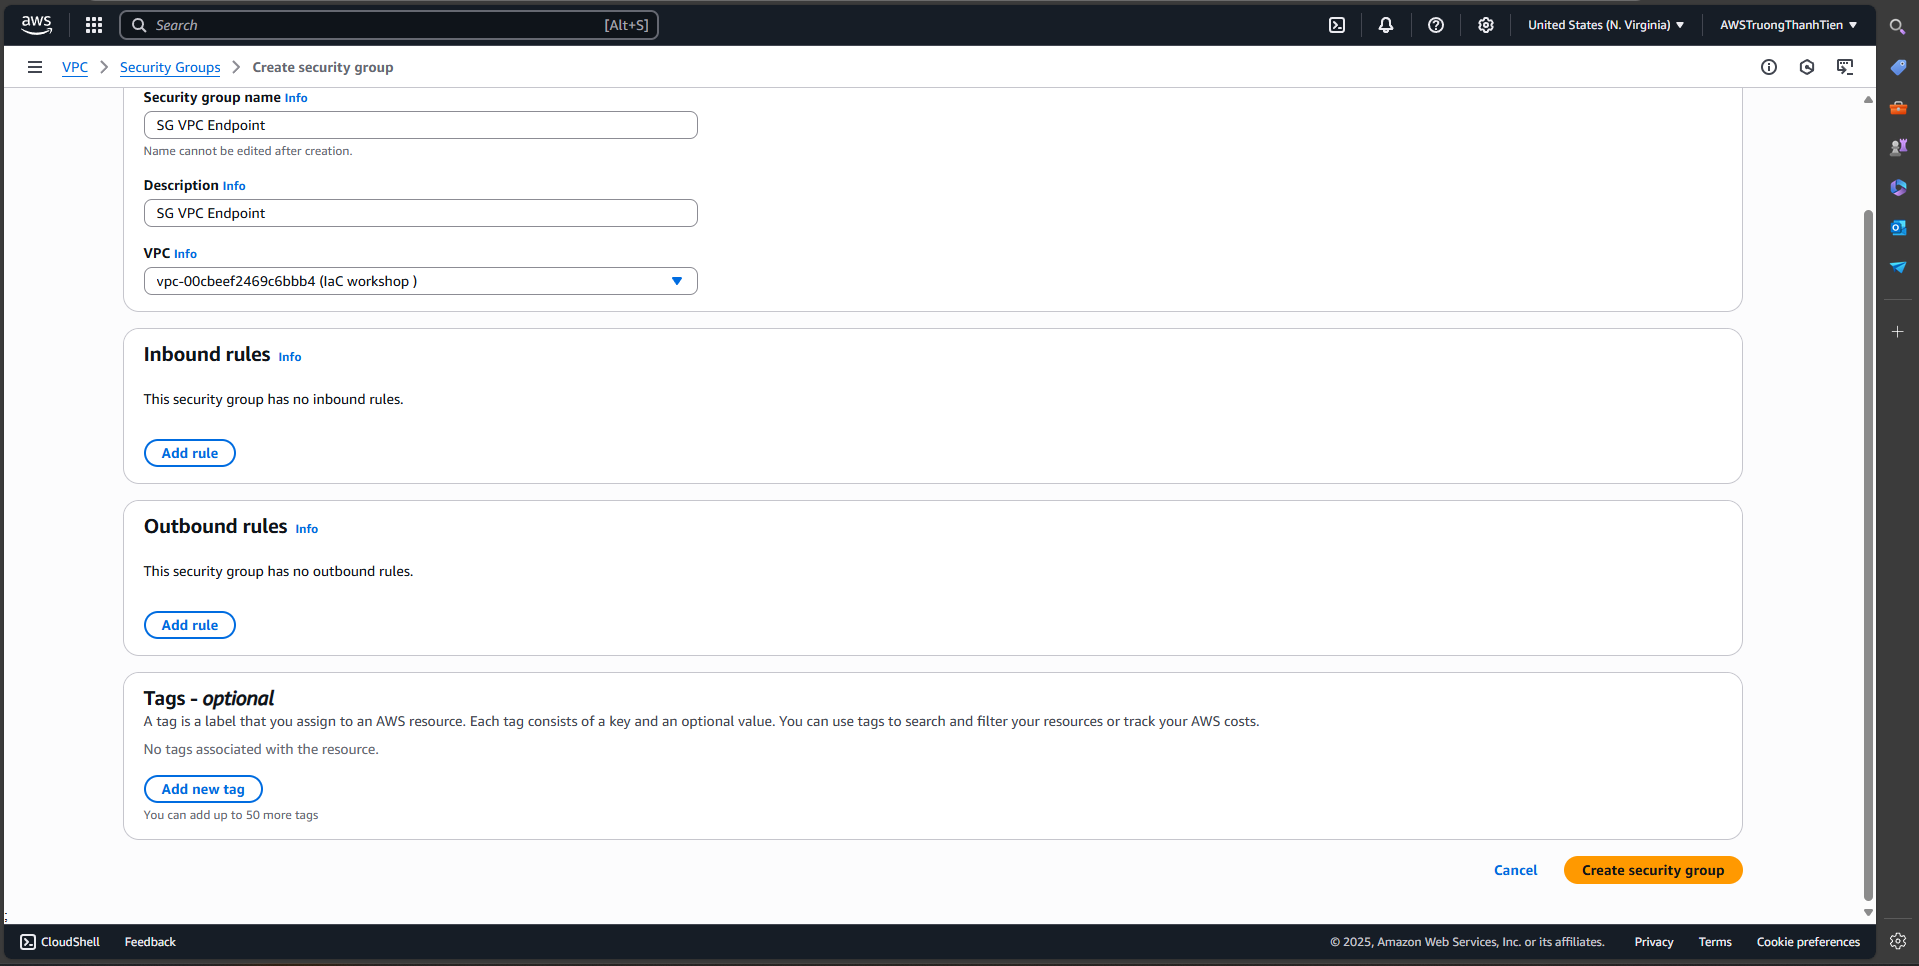 aws
Search [Alt+S]
United States (N. Virginia)
AWSTruongThanhTien
VPC
Security Groups
Create security group
Security group name Info
SG VPC Endpoint
Name cannot be edited after creation.
Description Info
SG VPC Endpoint
VPC Info
vpc-00cbeef2469c6bbb4 (IaC workshop )
Inbound rules Info
This security group has no inbound rules.
Add rule
Outbound rules Info
This security group has no outbound rules.
Add rule
Tags - optional
A tag is a label that you assign to an AWS resource. Each tag consists of a key and an optional value. You can use tags to search and filter your resources or track your AWS costs.
No tags associated with the resource.
Add new tag
You can add up to 50 more tags
Cancel
Create security group
CloudShell
Feedback
© 2025, Amazon Web Services, Inc. or its affiliates.
Privacy
Terms
Cookie preferences